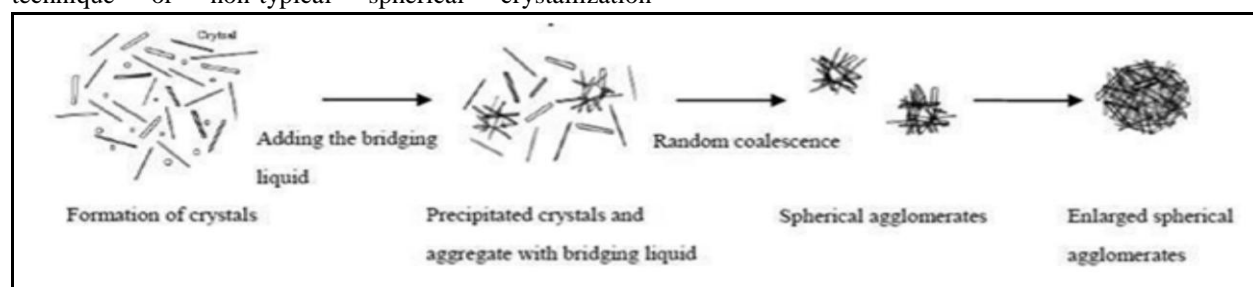 technique of non-typical spherical crystallization
Crytsel
Adding the bridging
liquid
Random coalescence
Formation of crystals
Precipitated crystals and
aggregate with bridging liquid
Spherical agglomerates
Enlarged spherical
agglomerates